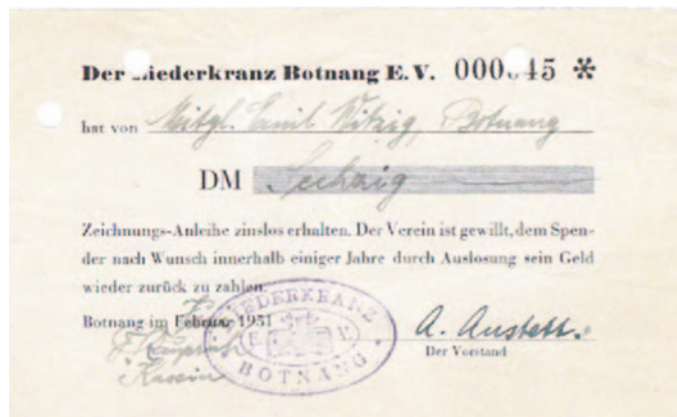 Der Liederkranz Botnang E. V. 000045 *
hat von Mitgl. Emil Witzig, Botnang
DM Sechzig
Zeichnungs-Anleihe zinslos erhalten. Der Verein ist gewillt, dem Spen-
der nach Wunsch innerhalb einiger Jahre durch Auslosung sein Geld
wieder zurück zu zahlen.
Botnang im Februar 1951
LIEDERKRANZ
E. V.
BOTNANG
A. Austett.
Der Vorstand